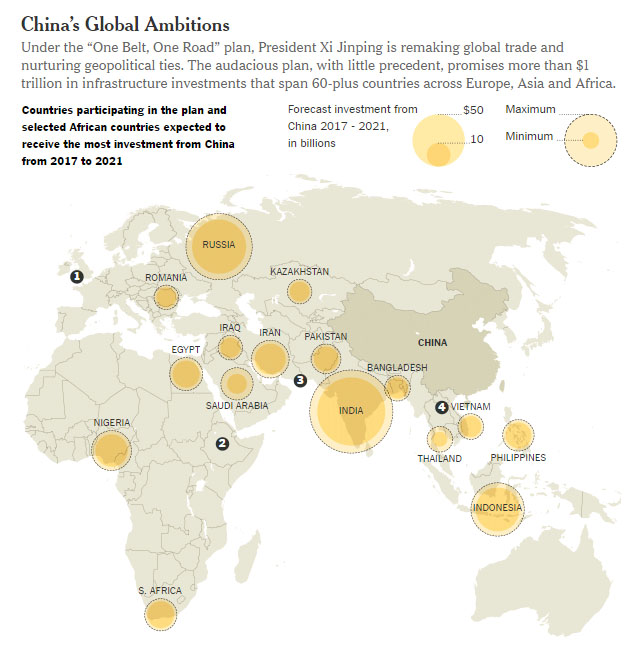 China’s Global Ambitions
Under the “One Belt, One Road” plan, President Xi Jinping is remaking global trade and
nurturing geopolitical ties. The audacious plan, with little precedent, promises more than $1
trillion in infrastructure investments that span 60-plus countries across Europe, Asia and Africa.
Countries participating in the plan and
selected African countries expected to
receive the most investment from China
from 2017 to 2021
Forecast investment from
China 2017 - 2021,
in billions
$50
10
Maximum
Minimum
RUSSIA
1
ROMANIA
KAZAKHSTAN
IRAQ
IRAN
PAKISTAN
CHINA
EGYPT
BANGLADESH
3
SAUDI ARABIA
INDIA
4
VIETNAM
NIGERIA
2
THAILAND
PHILIPPINES
INDONESIA
S. AFRICA